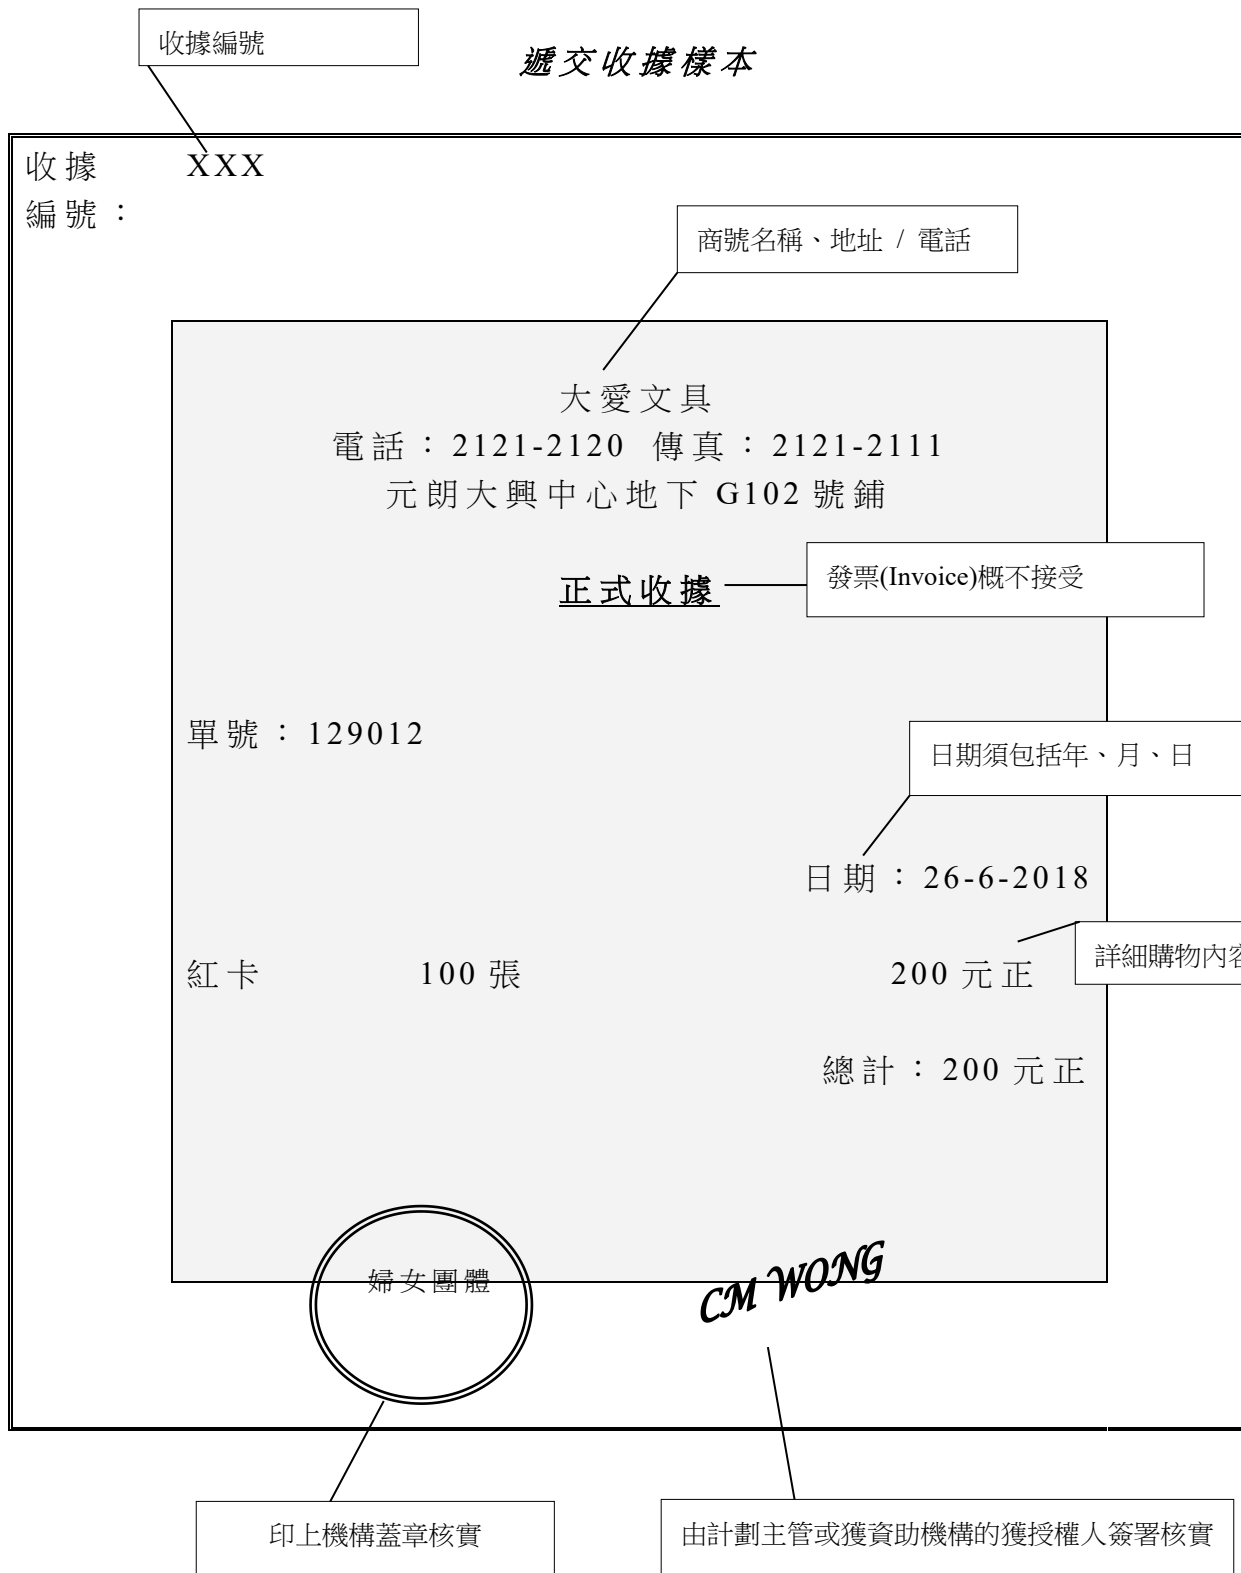 收據編號
遞交收據樣本
收據 XXX
編號：
商號名稱、地址 / 電話
大愛文具
電話：2121-2120 傳真：2121-2111
元朗大興中心地下 G102 號鋪
正式收據
發票(Invoice)概不接受
單號：129012
日期須包括年、月、日
日期：26-6-2018
詳細購物內容
紅卡 100 張 200 元正
總計：200 元正
婦女團體
CM WONG
印上機構蓋章核實
由計劃主管或獲資助機構的獲授權人簽署核實